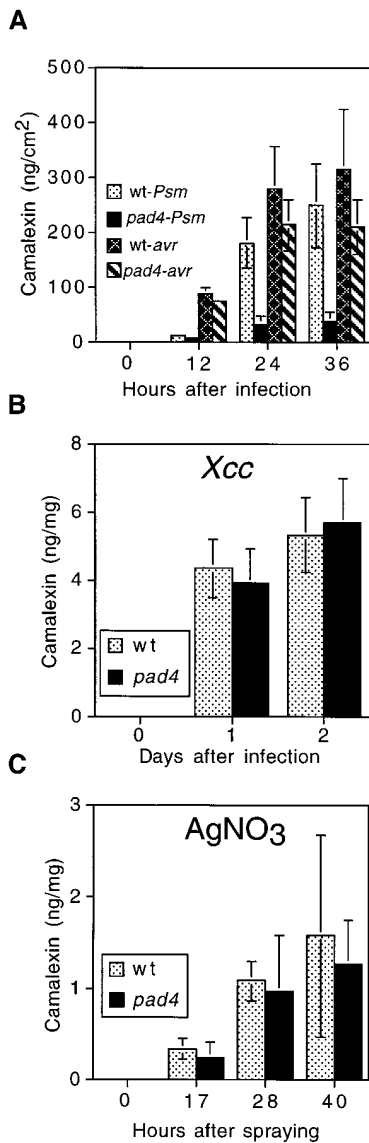 A
Camalexin (ng/cm²)
500
400
300
200
100
0
wt-Psm
pad4-Psm
wt-avr
pad4-avr
0 12 24 36
Hours after infection
B
Xcc
Camalexin (ng/mg)
8
6
4
2
0
wt
pad4
0 1 2
Days after infection
C
AgNO₃
Camalexin (ng/mg)
3
2
1
0
wt
pad4
0 17 28 40
Hours after spraying